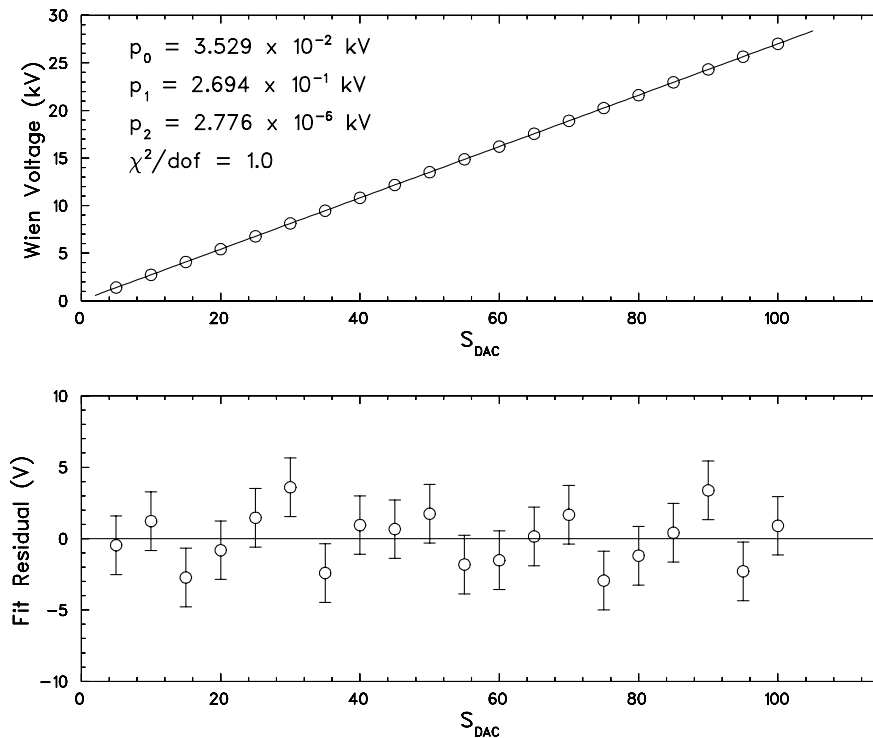 30
25
20
15
10
5
0
Wien Voltage (kV)
p₀ = 3.529 x 10⁻² kV
p₁ = 2.694 x 10⁻¹ kV
p₂ = 2.776 x 10⁻⁶ kV
χ²/dof = 1.0
0 20 40 60 80 100
S_DAC
10
5
0
−5
−10
Fit Residual (V)
0 20 40 60 80 100
S_DAC